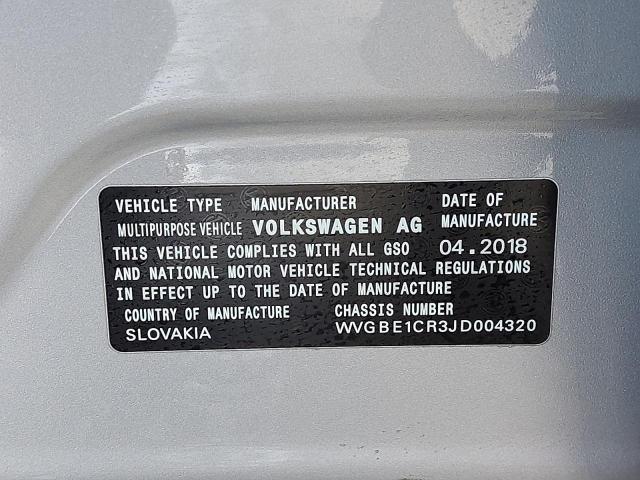 VEHICLE TYPE MANUFACTURER DATE OF
MULTIPURPOSE VEHICLE VOLKSWAGEN AG MANUFACTURE
THIS VEHICLE COMPLIES WITH ALL GSO 04.2018
AND NATIONAL MOTOR VEHICLE TECHNICAL REGULATIONS
IN EFFECT UP TO THE DATE OF MANUFACTURE
COUNTRY OF MANUFACTURE CHASSIS NUMBER
SLOVAKIA WVGBE1CR3JD004320